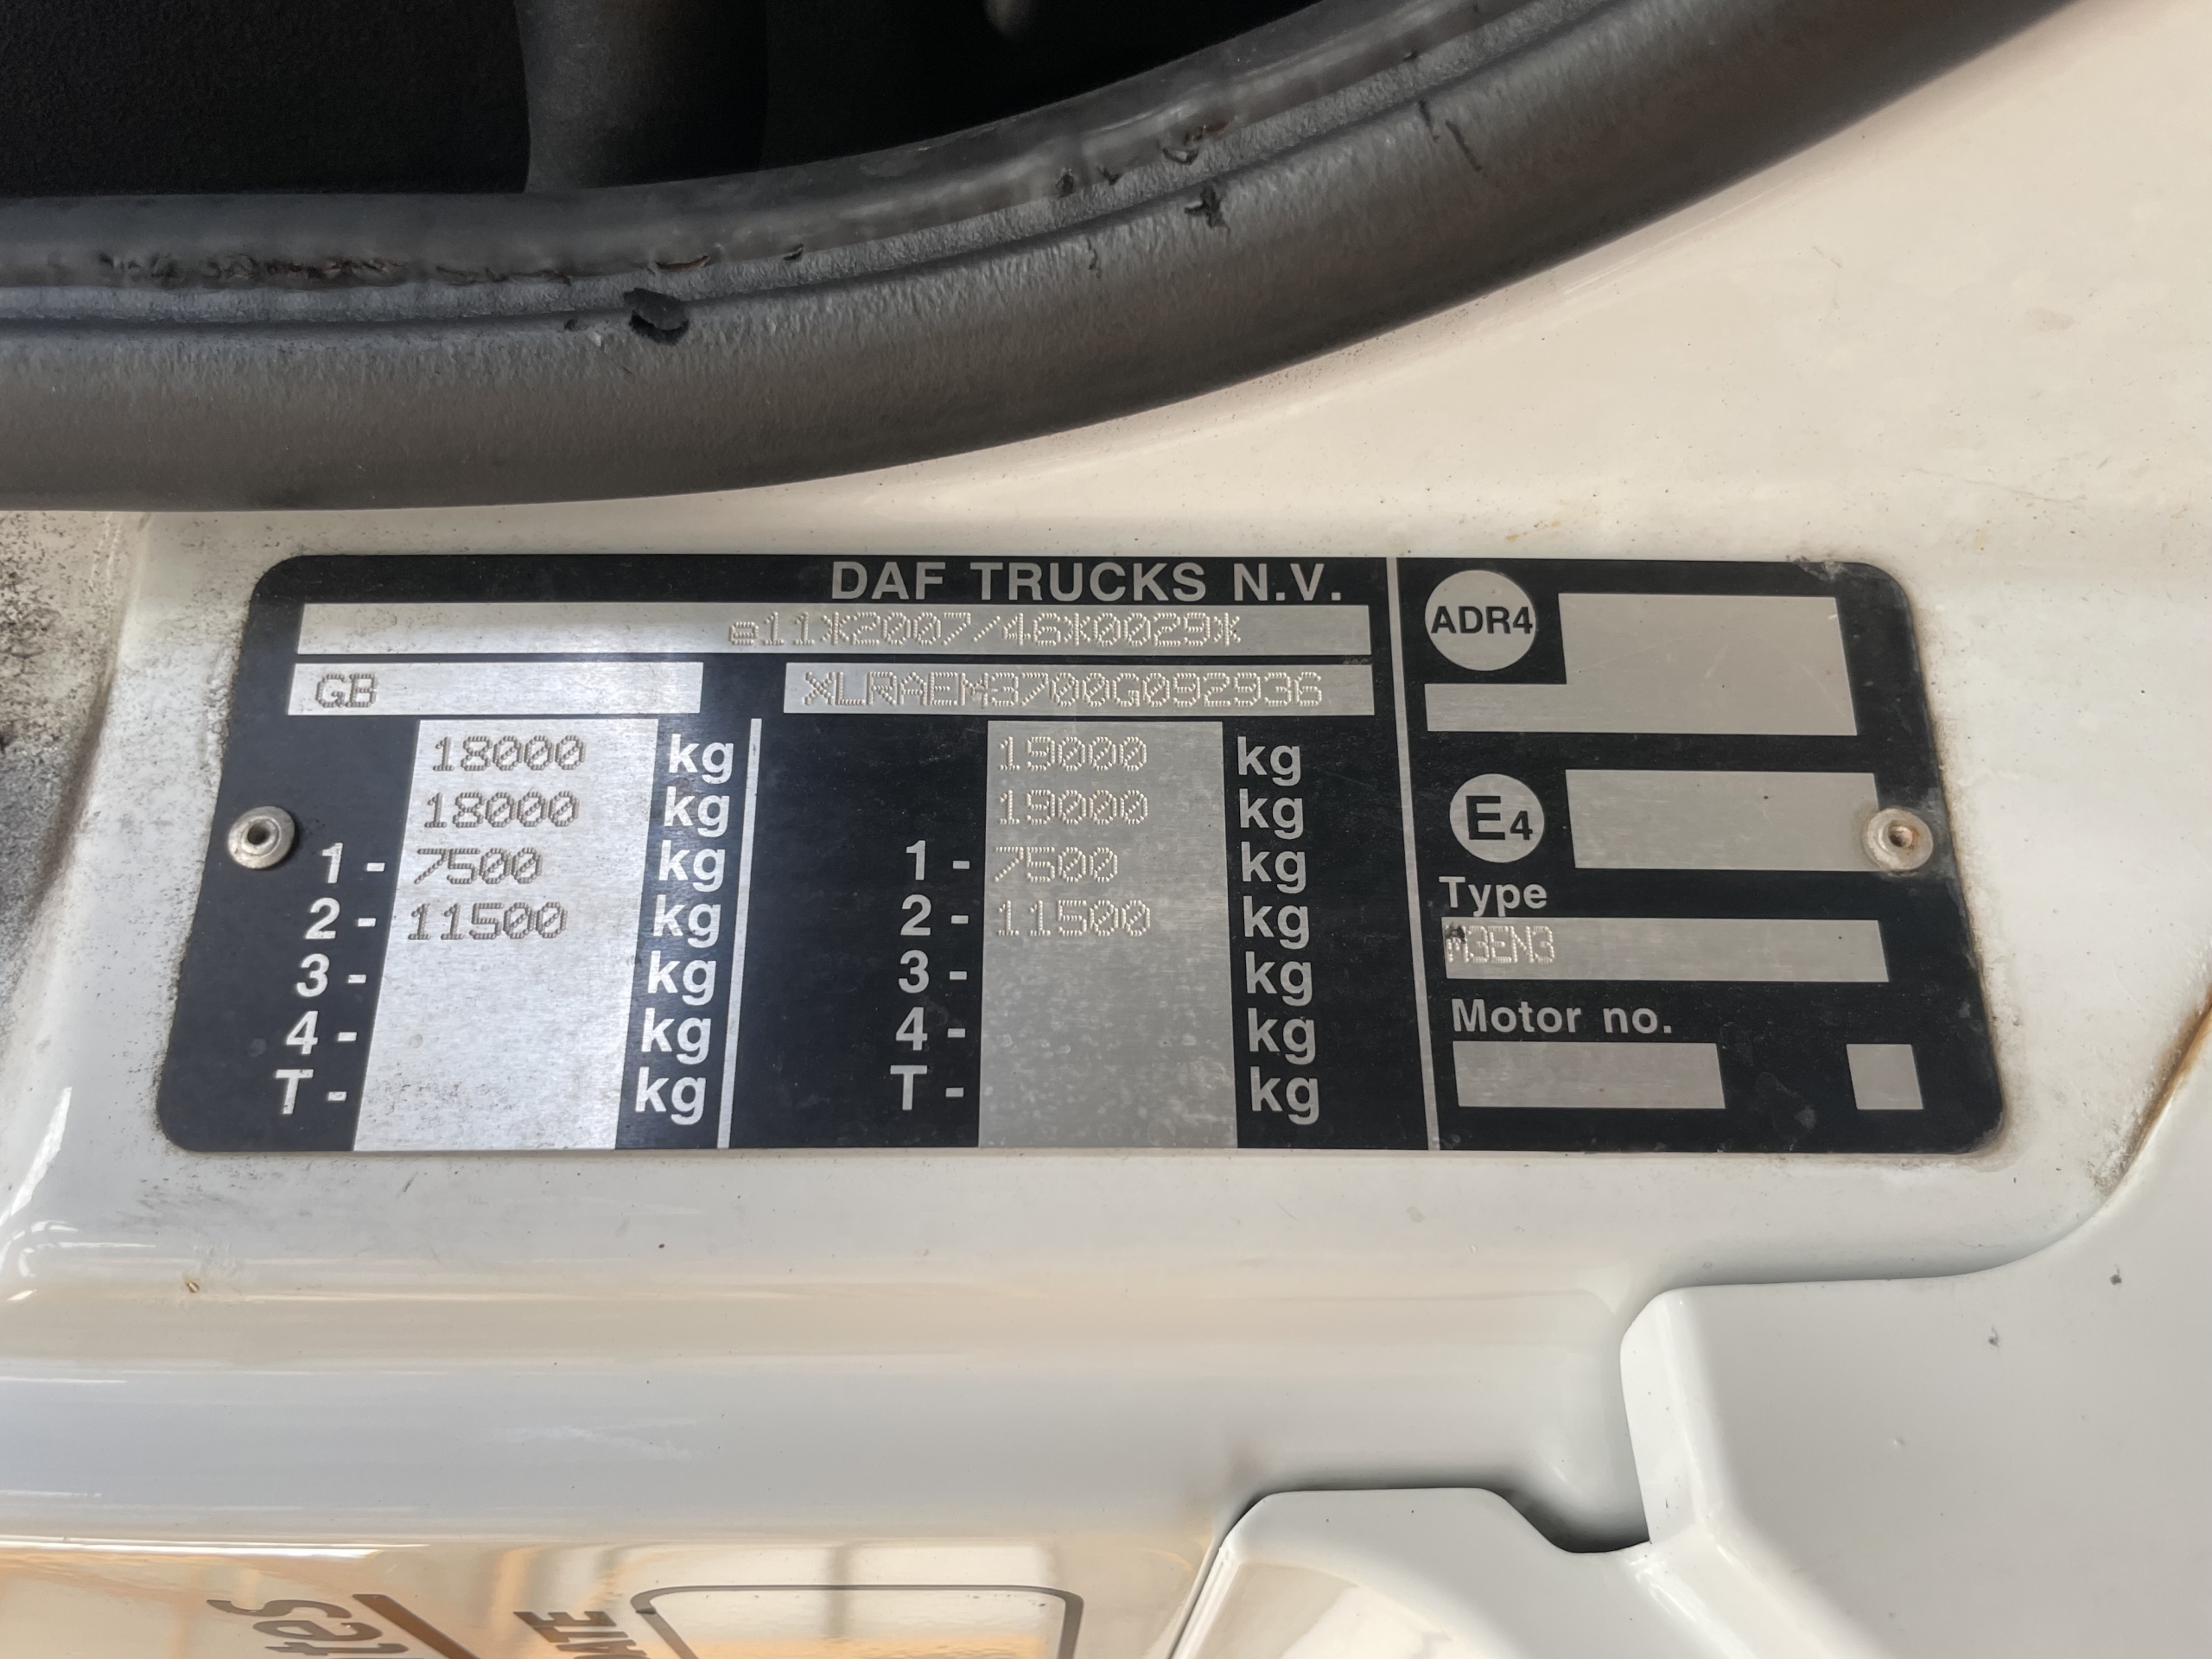 DAF TRUCKS N.V.
e11*2007/46*0029*
GB XLRAEM3700G092936
18000 kg 19000 kg
18000 kg 19000 kg
1 - 7500 kg 1 - 7500 kg
2 - 11500 kg 2 - 11500 kg
3 - kg 3 - kg
4 - kg 4 - kg
T - kg T - kg
ADR4
E4
Type
M3EN3
Motor no.